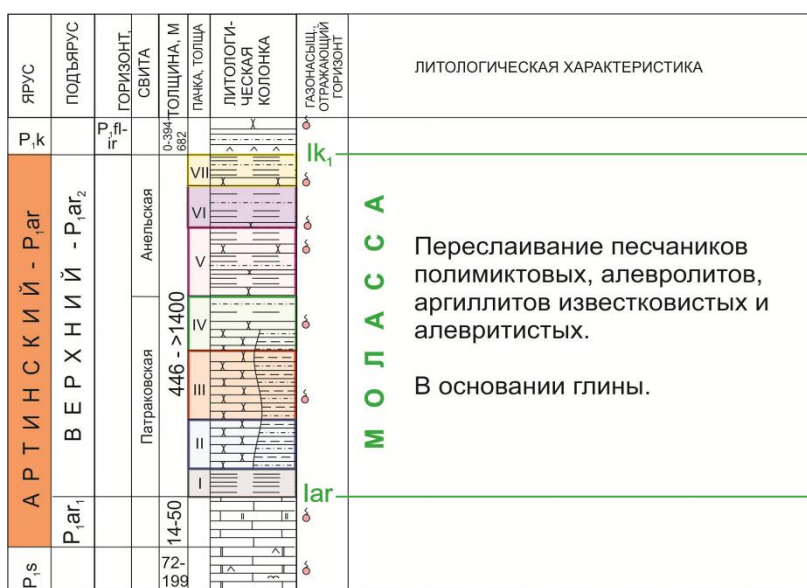 ЯРУС
ПОДЪЯРУС
ГОРИЗОНТ,
СВИТА
ТОЛЩИНА, М
ПАЧКА, ТОЛЩА
ЛИТОЛОГИ-
ЧЕСКАЯ
КОЛОНКА
ГАЗОНАСЫЩ.,
ОТРАЖАЮЩИЙ
ГОРИЗОНТ
ЛИТОЛОГИЧЕСКАЯ ХАРАКТЕРИСТИКА
P₁k
P₁fl-
ir
0-394
682
Ik₁
АРТИНСКИЙ - P₁ar
ВЕРХНИЙ - P₁ar₂
Анельская
Патраковская
446 - >1400
VII
VI
V
IV
III
II
I
МОЛАССА
Переслаивание песчаников
полимиктовых, алевролитов,
аргиллитов известковистых и
алевритистых.
В основании глины.
Iar
P₁ar₁
14-50
P₁s
72-
199